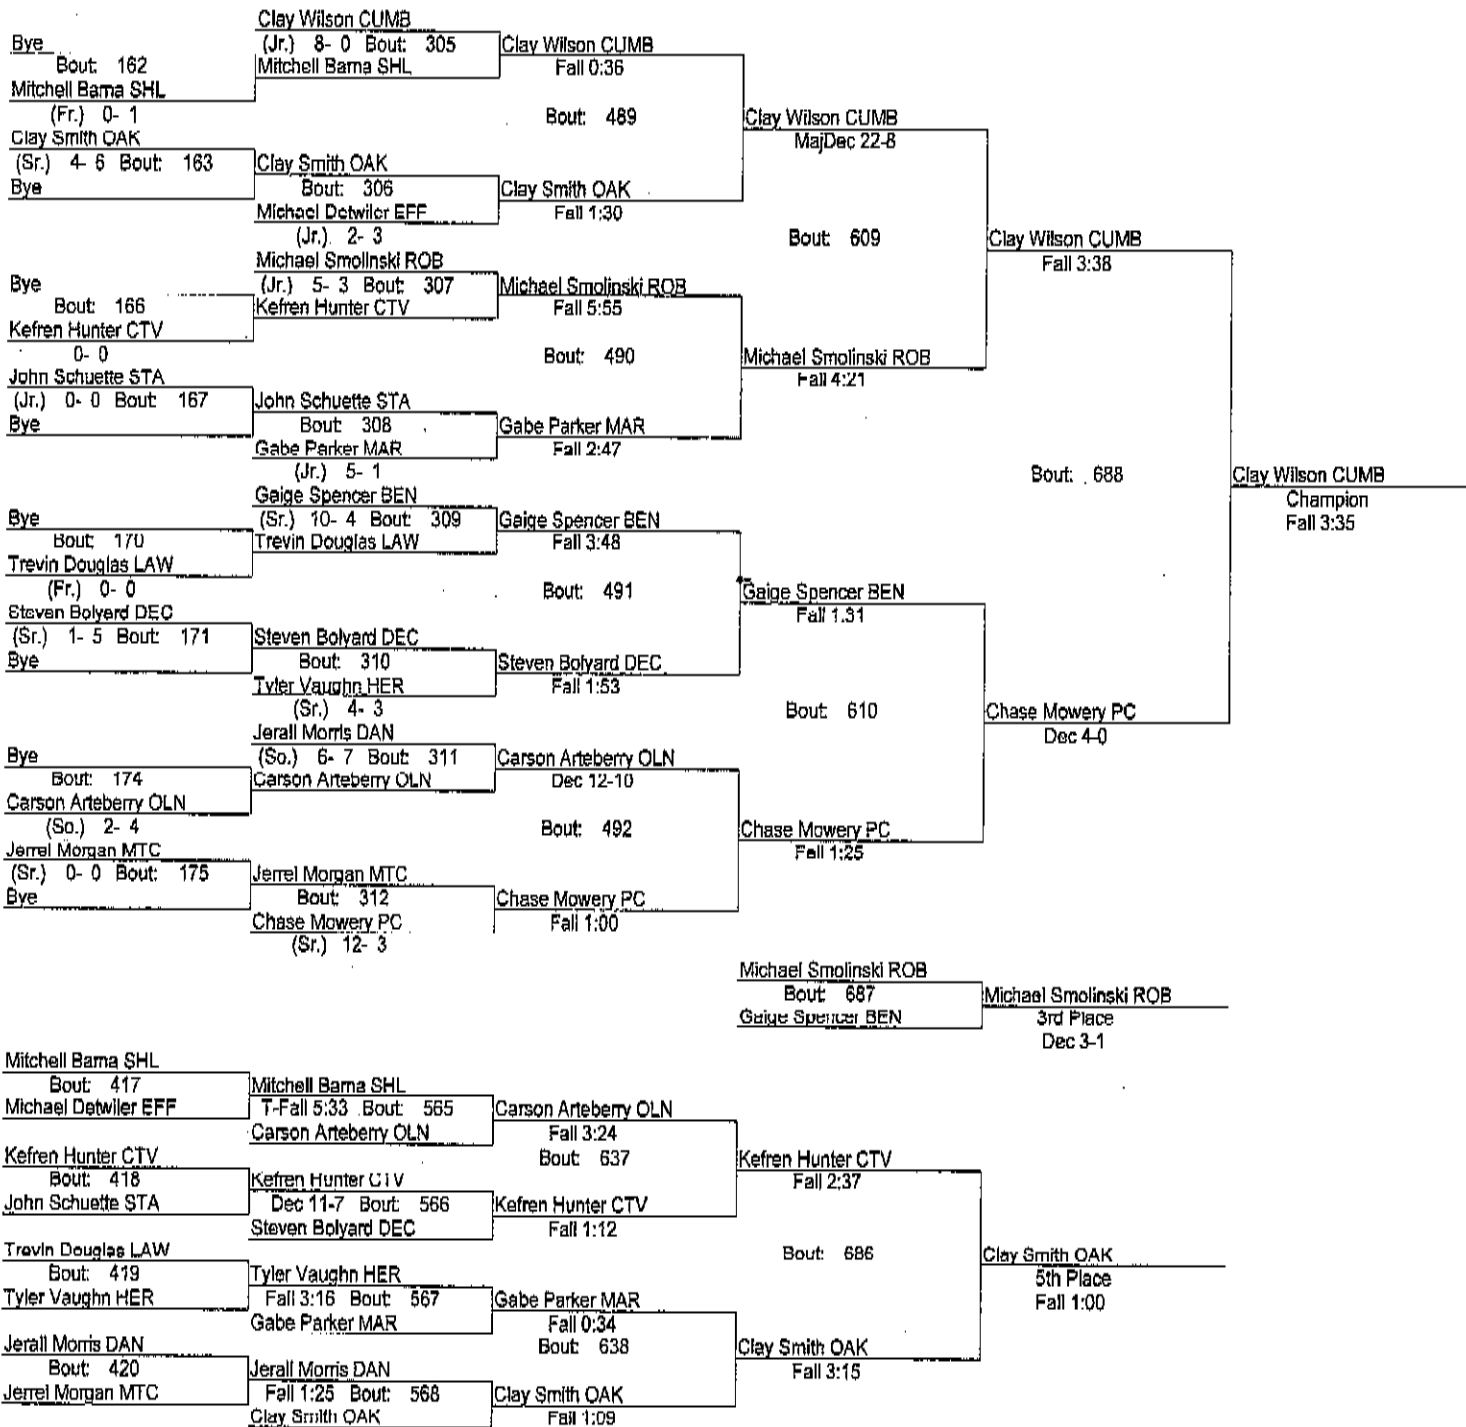 Clay Wilson CUMB
Bye
(Jr.) 8- 0 Bout: 305
Clay Wilson CUMB
Bout: 162
Mitchell Barna SHL
Fall 0:36
Mitchell Barna SHL
(Fr.) 0- 1
Bout: 489
Clay Wilson CUMB
Clay Smith OAK
MajDec 22-8
(Sr.) 4- 6 Bout: 163
Clay Smith OAK
Bye
Bout: 306
Clay Smith OAK
Michael Detwiler EFF
Fall 1:30
(Jr.) 2- 3
Bout: 609
Clay Wilson CUMB
Fall 3:38
Michael Smolinski ROB
Bye
(Jr.) 5- 3 Bout: 307
Michael Smolinski ROB
Bout: 166
Kefren Hunter CTV
Fall 5:55
Kefren Hunter CTV
0- 0
Bout: 490
Michael Smolinski ROB
Fall 4:21
John Schuette STA
(Jr.) 0- 0 Bout: 167
John Schuette STA
Bye
Bout: 308
Gabe Parker MAR
Gabe Parker MAR
Fall 2:47
(Jr.) 5- 1
Bout: 688
Clay Wilson CUMB
Champion
Fall 3:35
Gaige Spencer BEN
Bye
(Sr.) 10- 4 Bout: 309
Gaige Spencer BEN
Bout: 170
Trevin Douglas LAW
Fall 3:48
Trevin Douglas LAW
(Fr.) 0- 0
Bout: 491
Gaige Spencer BEN
Fall 1:31
Steven Bolyard DEC
(Sr.) 1- 5 Bout: 171
Steven Bolyard DEC
Bye
Bout: 310
Steven Bolyard DEC
Tyler Vaughn HER
Fall 1:53
(Sr.) 4- 3
Bout: 610
Chase Mowery PC
Dec 4-0
Jerall Morris DAN
Bye
(So.) 6- 7 Bout: 311
Carson Arteberry OLN
Bout: 174
Carson Arteberry OLN
Dec 12-10
Carson Arteberry OLN
(So.) 2- 4
Bout: 492
Chase Mowery PC
Fall 1:25
Jerrel Morgan MTC
(Sr.) 0- 0 Bout: 175
Jerrel Morgan MTC
Bye
Bout: 312
Chase Mowery PC
Chase Mowery PC
Fall 1:00
(Sr.) 12- 3
Michael Smolinski ROB
Bout: 687
Michael Smolinski ROB
Gaige Spencer BEN
3rd Place
Dec 3-1
Mitchell Barna SHL
Bout: 417
Mitchell Barna SHL
Michael Detwiler EFF
T-Fall 5:33 Bout: 565
Carson Arteberry OLN
Carson Arteberry OLN
Fall 3:24
Bout: 637
Kefren Hunter CTV
Fall 2:37
Kefren Hunter CTV
Bout: 418
Kefren Hunter CTV
John Schuette STA
Dec 11-7 Bout: 566
Kefren Hunter CTV
Steven Bolyard DEC
Fall 1:12
Bout: 686
Clay Smith OAK
5th Place
Fall 1:00
Trevin Douglas LAW
Bout: 419
Tyler Vaughn HER
Tyler Vaughn HER
Fall 3:16 Bout: 567
Gabe Parker MAR
Gabe Parker MAR
Fall 0:34
Bout: 638
Clay Smith OAK
Fall 3:15
Jerall Morris DAN
Bout: 420
Jerall Morris DAN
Jerrel Morgan MTC
Fall 1:25 Bout: 568
Clay Smith OAK
Clay Smith OAK
Fall 1:09